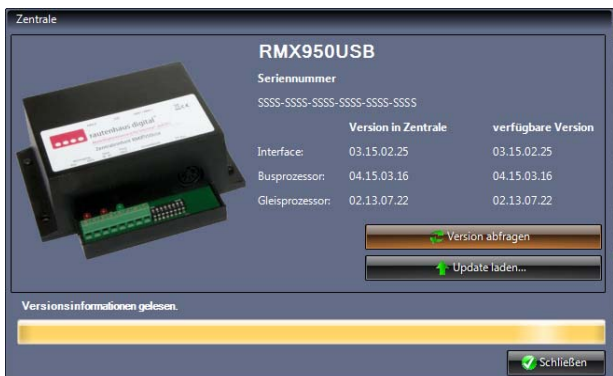 Zentrale
RMX950USB
Seriennummer
SSSS-SSSS-SSSS-SSSS-SSSS-SSSS
Version in Zentrale verfügbare Version
Interface: 03.15.02.25 03.15.02.25
Busprozessor: 04.15.03.16 04.15.03.16
Gleisprozessor: 02.13.07.22 02.13.07.22
rautenhaus digital
Version abfragen
Update laden...
Versionsinformationen gelesen.
Schließen